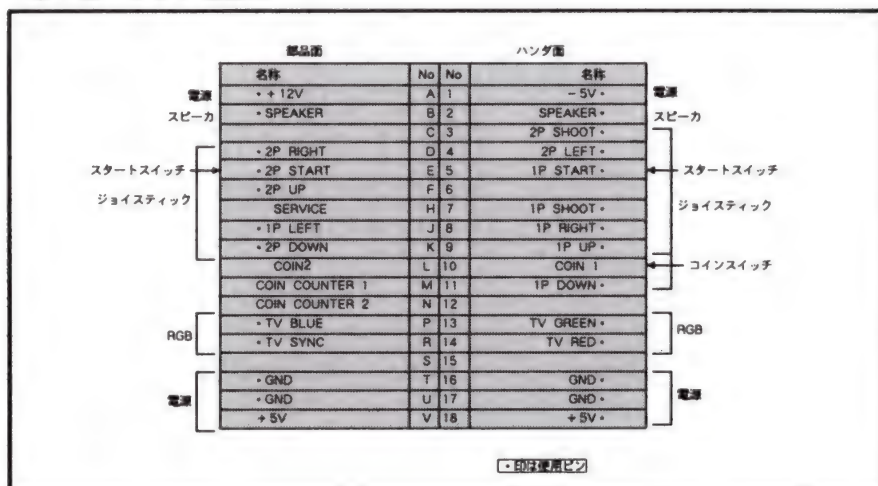 部品面 ハンダ面
名称 No No 名称
電源 ・+12V A 1 -5V・ 電源
スピーカ ・SPEAKER B 2 SPEAKER・ スピーカ
C 3 2P SHOOT・
・2P RIGHT D 4 2P LEFT・
スタートスイッチ ・2P START E 5 1P START・ スタートスイッチ
・2P UP F 6
ジョイスティック SERVICE H 7 1P SHOOT・ ジョイスティック
・1P LEFT J 8 1P RIGHT・
・2P DOWN K 9 1P UP・
COIN2 L 10 COIN 1 コインスイッチ
COIN COUNTER 1 M 11 1P DOWN・
COIN COUNTER 2 N 12
RGB ・TV BLUE P 13 TV GREEN・ RGB
・TV SYNC R 14 TV RED・
S 15
電源 ・GND T 16 GND・ 電源
・GND U 17 GND・
+5V V 18 +5V・
・印は使用ピン